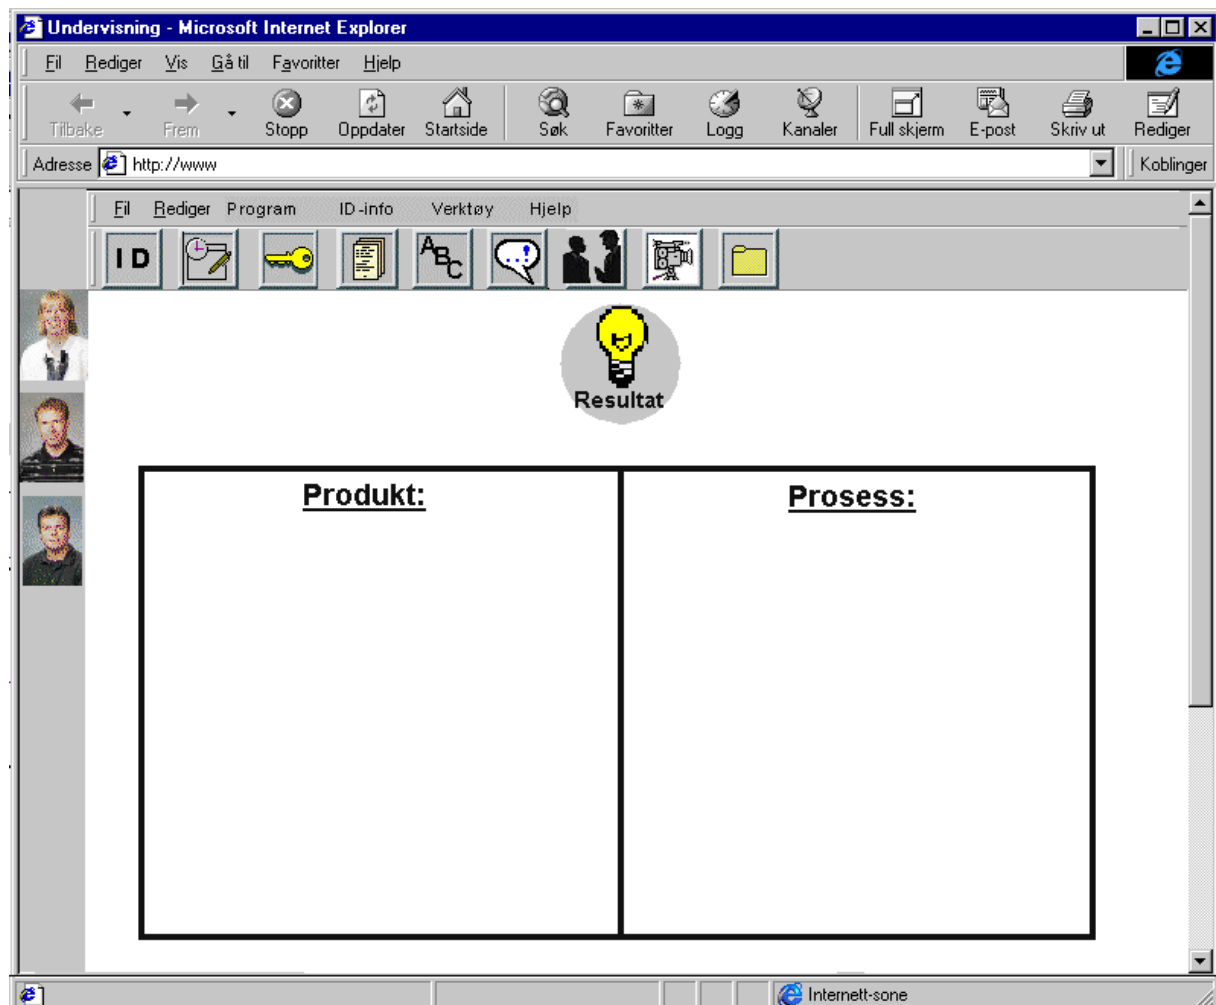 Undervisning - Microsoft Internet Explorer
Fil Rediger Vis Gå til Favoritter Hjelp
Tilbake Frem Stopp Oppdater Startside Søk Favoritter Logg Kanaler Full skjerm E-post Skriv ut Rediger
Adresse http://www Koblinger
Fil Rediger Program ID-info Verktøy Hjelp
ID ABC ..!
Resultat
Produkt: Prosess:
Internett-sone